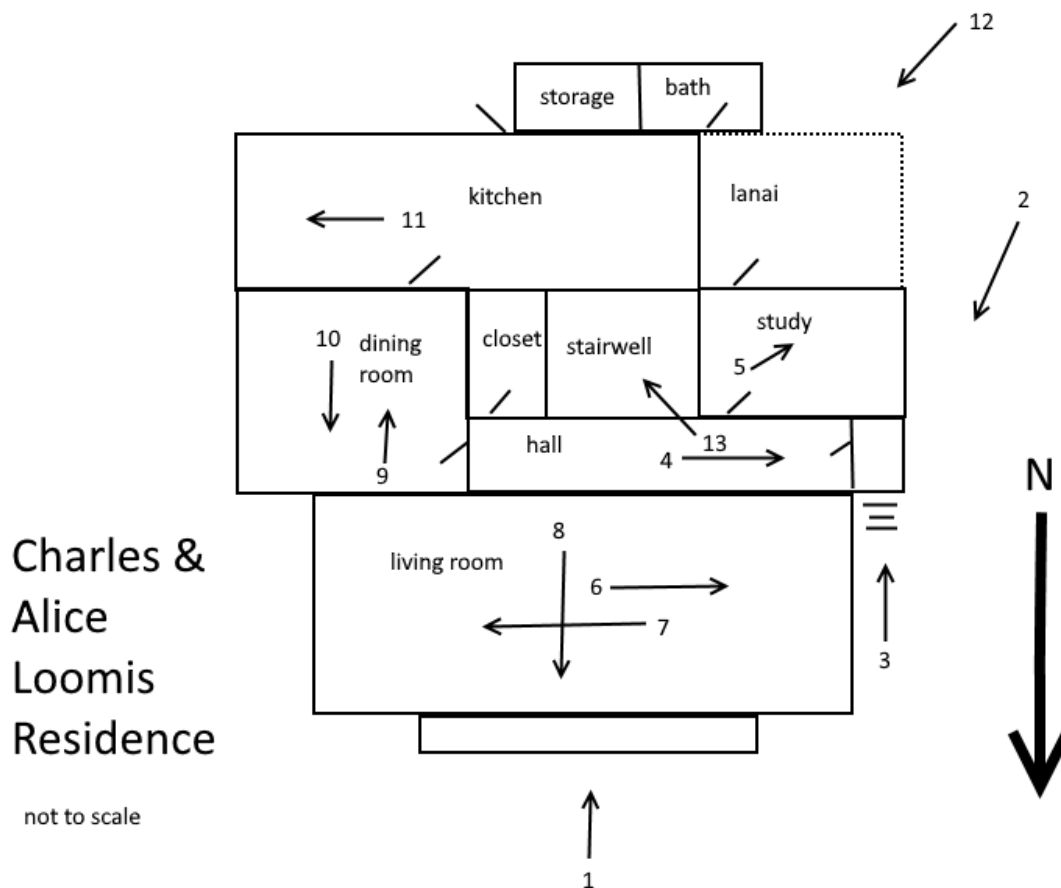 12
storage
bath
kitchen
lanai
11
2
10
dining
room
closet
stairwell
study
5
9
hall
4
13
N
Charles &
Alice
Loomis
Residence
8
living room
6
7
3
not to scale
1